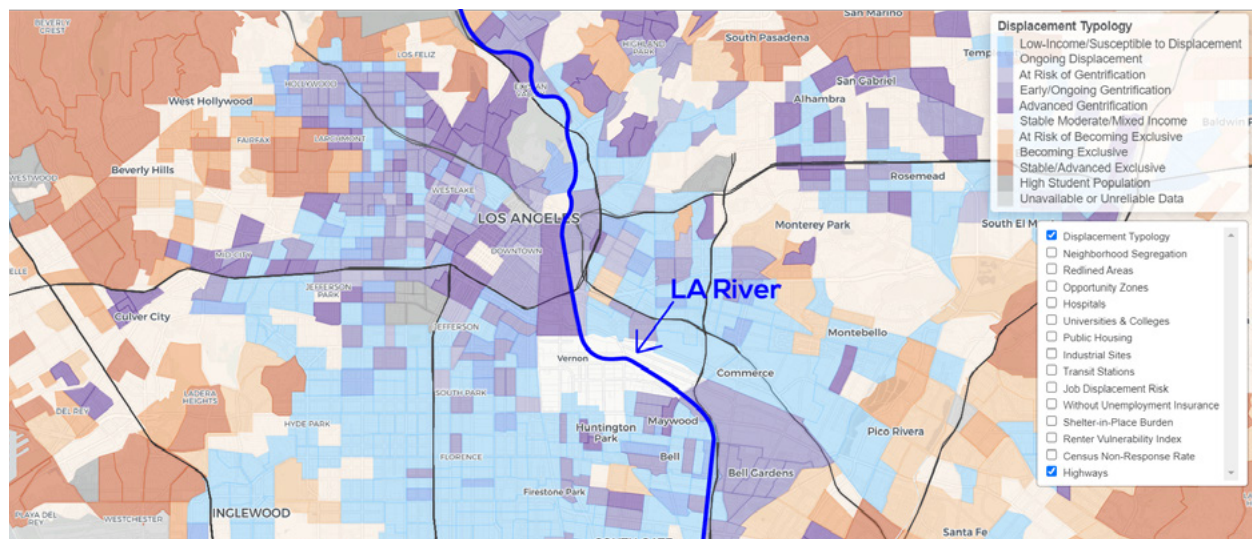 BEVERLY
CREST
LOS FELIZ
HIGHLAND
PARK
South Pasadena
San Marino
HOLLYWOOD
West Hollywood
San Gabriel
Alhambra
FAIRFAX
LARCHMONT
WESTWOOD
Beverly Hills
WESTLAKE
Rosemead
LOS ANGELES
DOWNTOWN
Monterey Park
South El
MID CITY
JEFFERSON
PARK
LA River
Culver City
JEFFERSON
Montebello
Vernon
Commerce
DEL REY
LADERA
HEIGHTS
SOUTH PARK
HYDE PARK
Huntington
Park
Maywood
Pico Rivera
Bell
FLORENCE
Bell Gardens
Firestone Park
INGLEWOOD
PLAYA DEL
REY
WESTCHESTER
Santa Fe
Displacement Typology
Low-Income/Susceptible to Displacement
Ongoing Displacement
At Risk of Gentrification
Early/Ongoing Gentrification
Advanced Gentrification
Stable Moderate/Mixed Income
At Risk of Becoming Exclusive
Becoming Exclusive
Stable/Advanced Exclusive
High Student Population
Unavailable or Unreliable Data
Displacement Typology
Neighborhood Segregation
Redlined Areas
Opportunity Zones
Hospitals
Universities & Colleges
Public Housing
Industrial Sites
Transit Stations
Job Displacement Risk
Without Unemployment Insurance
Shelter-in-Place Burden
Renter Vulnerability Index
Census Non-Response Rate
Highways